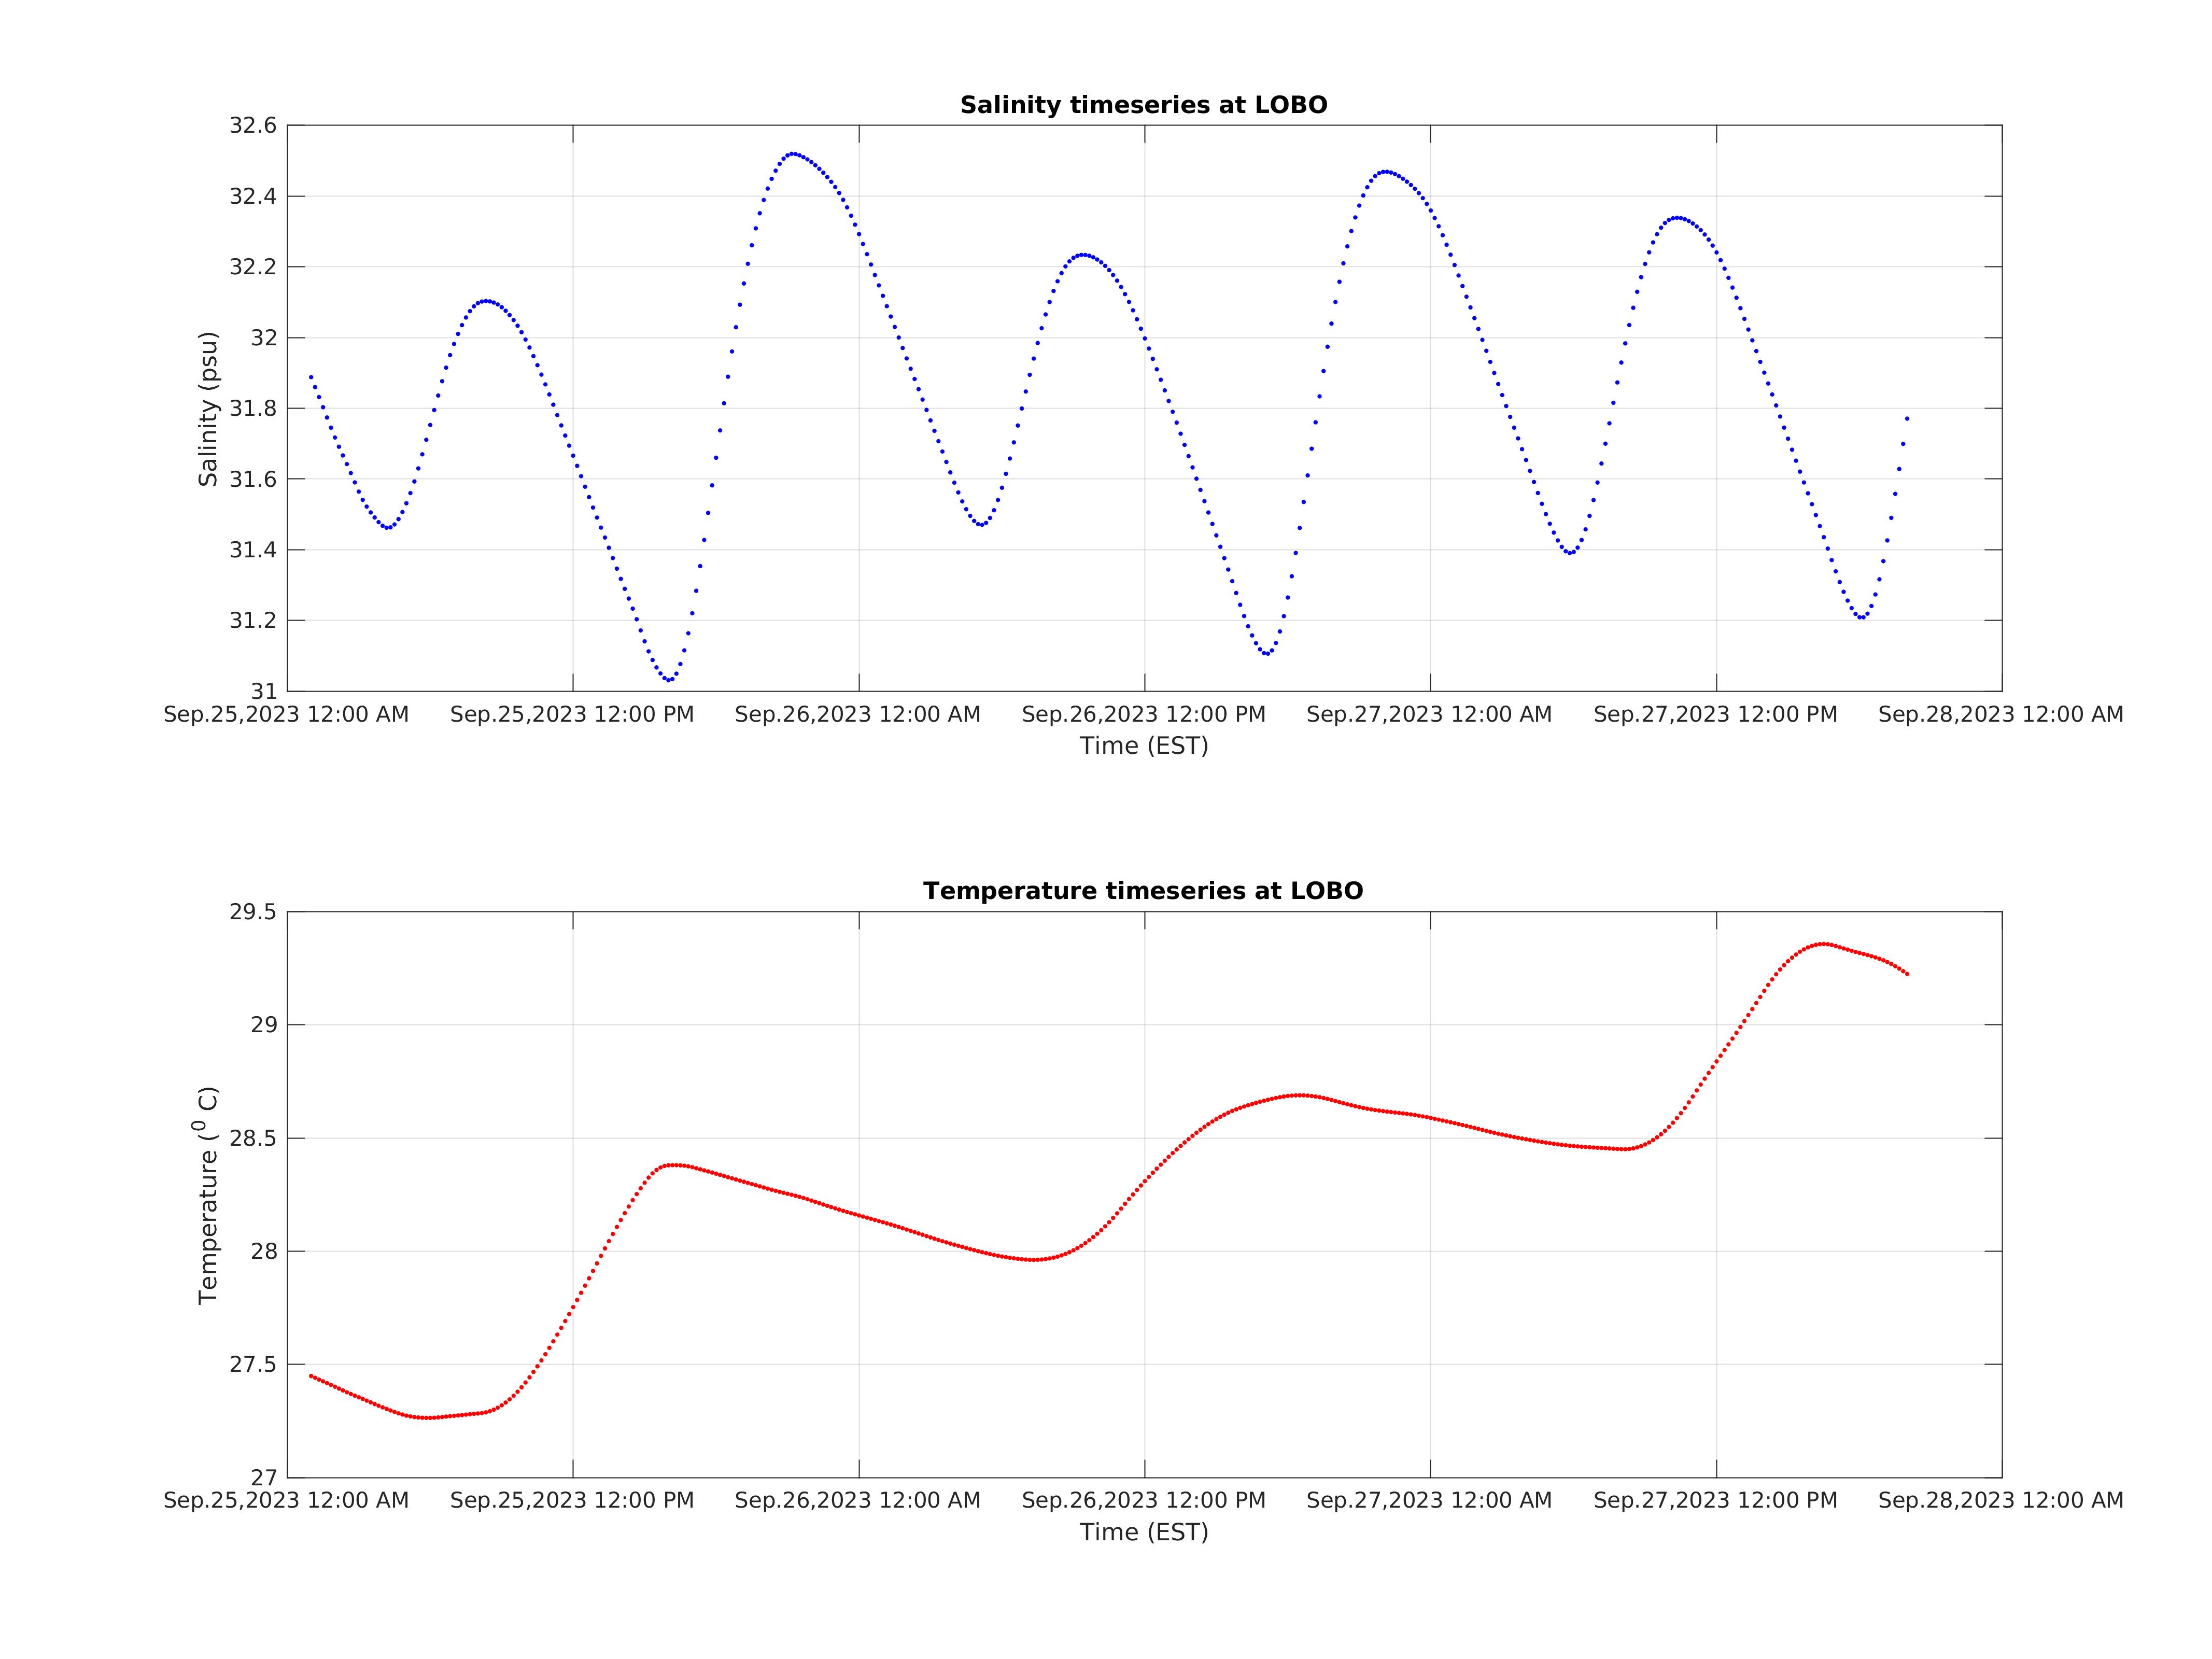 Salinity timeseries at LOBO
32.6
32.4
32.2
32
31.8
31.6
31.4
31.2
31
Salinity (psu)
Sep.25,2023 12:00 AM Sep.25,2023 12:00 PM Sep.26,2023 12:00 AM Sep.26,2023 12:00 PM Sep.27,2023 12:00 AM Sep.27,2023 12:00 PM Sep.28,2023 12:00 AM
Time (EST)
Temperature timeseries at LOBO
29.5
29
28.5
28
27.5
27
Temperature (⁰ C)
Sep.25,2023 12:00 AM Sep.25,2023 12:00 PM Sep.26,2023 12:00 AM Sep.26,2023 12:00 PM Sep.27,2023 12:00 AM Sep.27,2023 12:00 PM Sep.28,2023 12:00 AM
Time (EST)